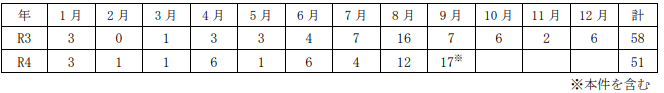 年 1月 2月 3月 4月 5月 6月 7月 8月 9月 10月 11月 12月 計
R3 3 0 1 3 3 4 7 16 7 6 2 6 58
R4 3 1 1 6 1 6 4 12 17※ 51
※本件を含む